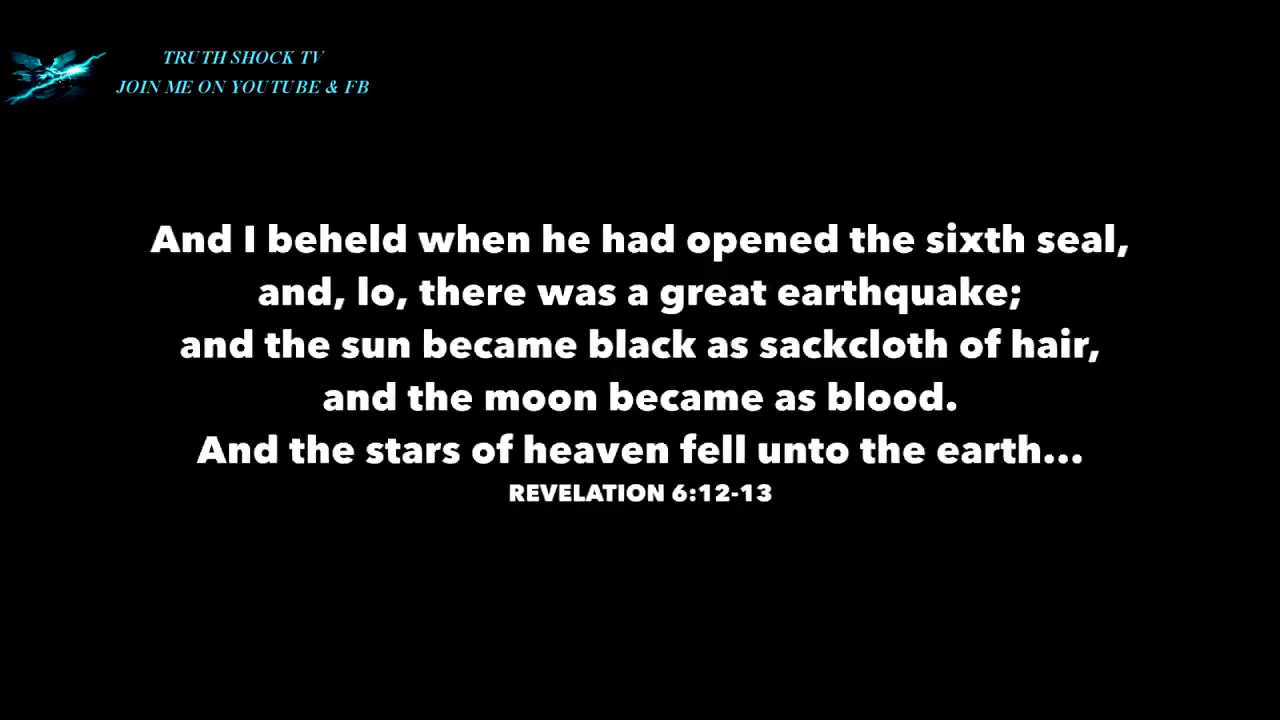 TRUTH SHOCK TV
JOIN ME ON YOUTUBE & FB
And I beheld when he had opened the sixth seal,
and, lo, there was a great earthquake;
and the sun became black as sackcloth of hair,
and the moon became as blood.
And the stars of heaven fell unto the earth...
REVELATION 6:12-13